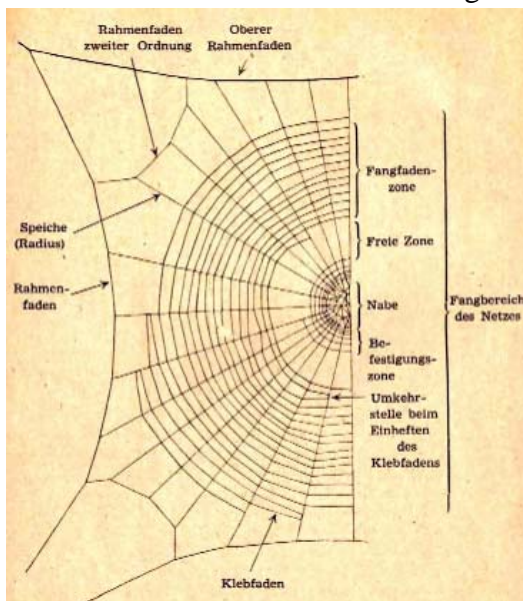 Rahmenfaden
zweiter Ordnung
Oberer
Rahmenfaden
Fangfaden-
zone
Speiche
(Radius)
Freie Zone
Rahmen-
faden
Nabe
Fangbereich
des Netzes
Be-
festigungs-
zone
Umkehr-
stelle beim
Einheften
des
Klebfadens
Klebfaden